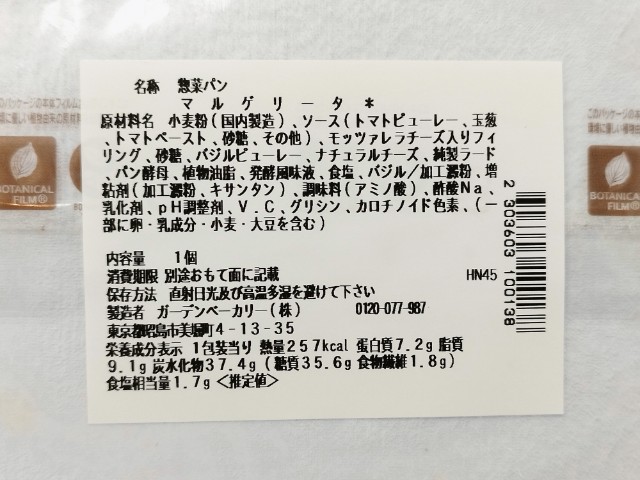 名称 惣菜パン
マルゲリータ*
原材料名 小麦粉(国内製造)、ソース(トマトピューレー、玉葱
、トマトペースト、砂糖、その他)、モッツァレラチーズ入りフィ
リング、砂糖、バジルピューレー、ナチュラルチーズ、純製ラード
、パン酵母、植物油脂、発酵風味液、食塩、バジル/加工澱粉、増
粘剤(加工澱粉、キサンタン)、調味料(アミノ酸)、酢酸Na、
乳化剤、pH調整剤、V.C、グリシン、カロチノイド色素、(一
部に卵・乳成分・小麦・大豆を含む)
内容量 1個
消費期限 別途おもて面に記載
HN45
保存方法 直射日光及び高温多湿を避けて下さい
製造者 ガーデンベーカリー(株) 0120-077-987
東京都昭島市美堀町4-13-35
栄養成分表示 1包装当り 熱量257kcal 蛋白質7.2g 脂質
9.1g 炭水化物37.4g(糖質35.6g 食物繊維1.8g)
食塩相当量1.7g <推定値>
2 303603 100138
BOTANICAL
FILM®
BOTANICAL
FILM®